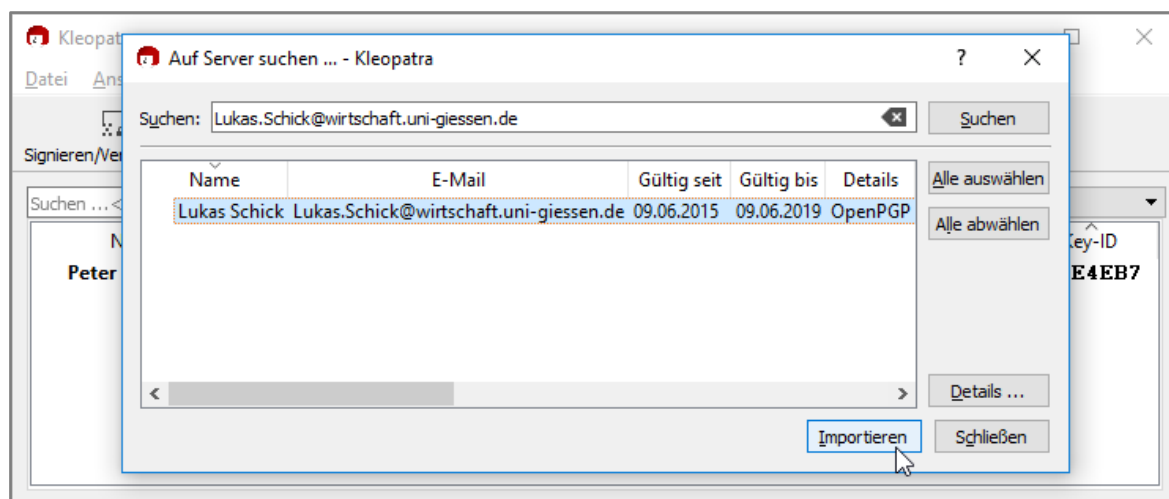 Kleopat
Auf Server suchen ... - Kleopatra
?
Datei Ans
Suchen: Lukas.Schick@wirtschaft.uni-giessen.de Suchen
Signieren/Ver
Name E-Mail Gültig seit Gültig bis Details Alle auswählen
Suchen ...<
Lukas Schick Lukas.Schick@wirtschaft.uni-giessen.de 09.06.2015 09.06.2019 OpenPGP
Alle abwählen
N Key-ID
Peter E4EB7
Details ...
Importieren Schließen